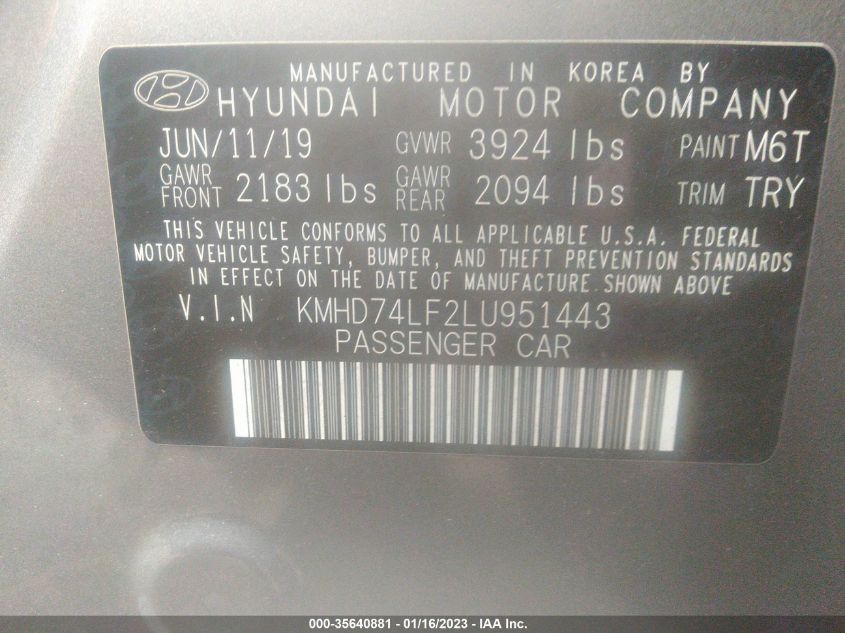 MANUFACTURED IN KOREA BY
HYUNDAI MOTOR COMPANY
JUN/11/19 GVWR 3924 lbs PAINT M6T
GAWR FRONT 2183 lbs GAWR REAR 2094 lbs TRIM TRY
THIS VEHICLE CONFORMS TO ALL APPLICABLE U.S.A. FEDERAL
MOTOR VEHICLE SAFETY, BUMPER, AND THEFT PREVENTION STANDARDS
IN EFFECT ON THE DATE OF MANUFACTURE SHOWN ABOVE
V.I.N KMHD74LF2LU951443
PASSENGER CAR
000-35640881 - 01/16/2023 - IAA Inc.